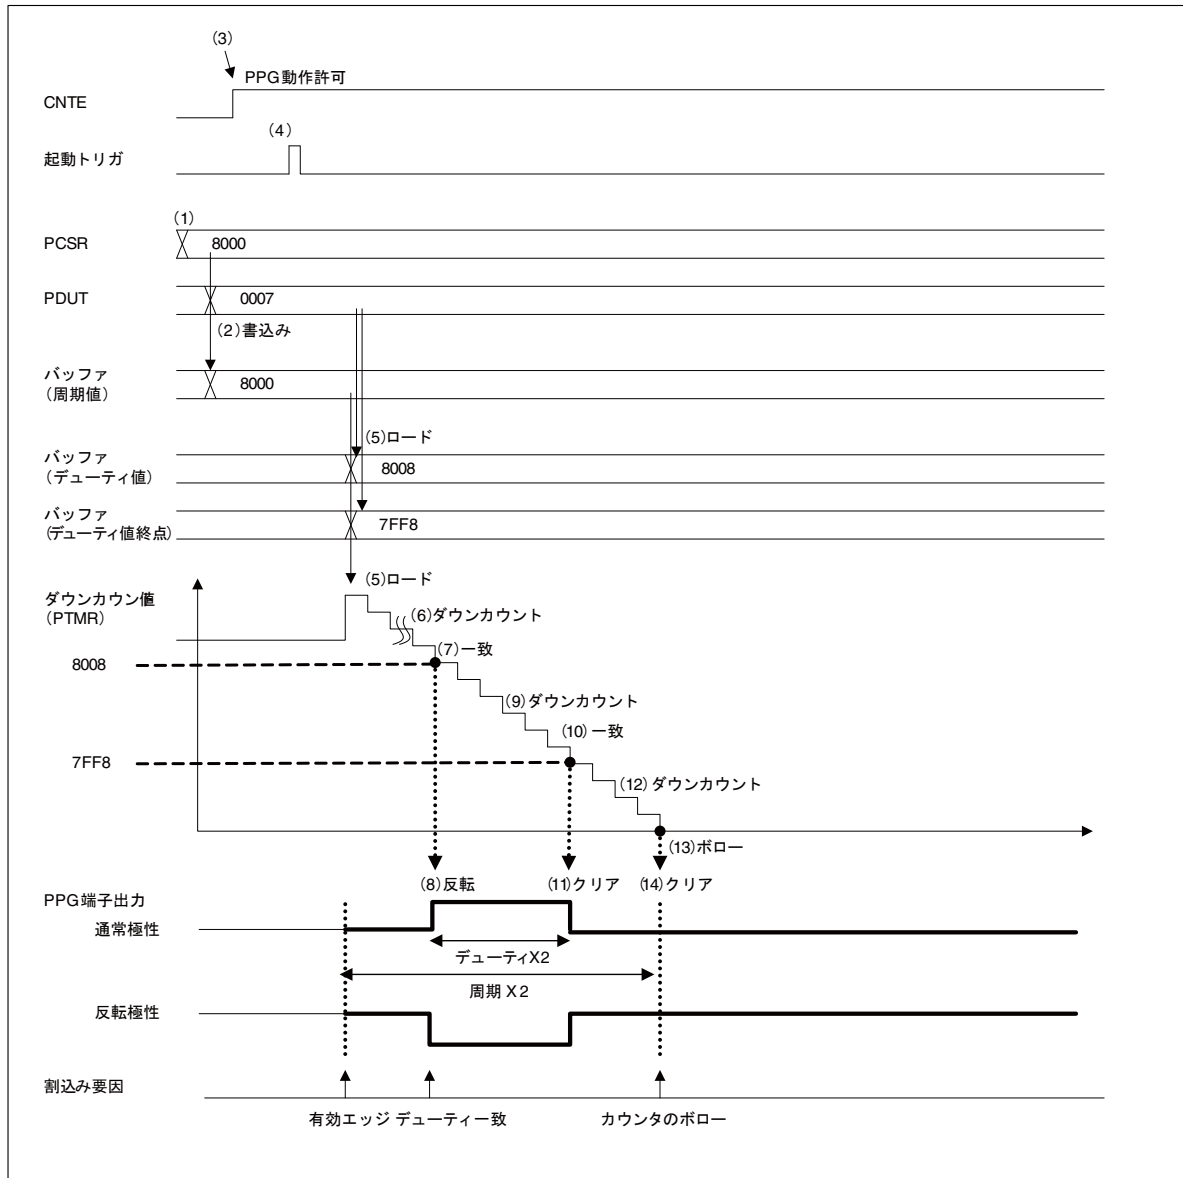 (3)
PPG動作許可
CNTE
(4)
起動トリガ
(1)
PCSR
8000
PDUT
0007
(2)書込み
バッファ
(周期値)
8000
(5)ロード
バッファ
(デューティ値)
8008
バッファ
(デューティ値終点)
7FF8
(5)ロード
ダウンカウン値
(PTMR)
(6)ダウンカウント
(7)一致
8008
(9)ダウンカウント
(10)一致
7FF8
(12)ダウンカウント
(13)ボロー
(8)反転
(11)クリア
(14)クリア
PPG端子出力
通常極性
デューティX2
周期 X 2
反転極性
割込み要因
有効エッジ デューティ一致
カウンタのボロー